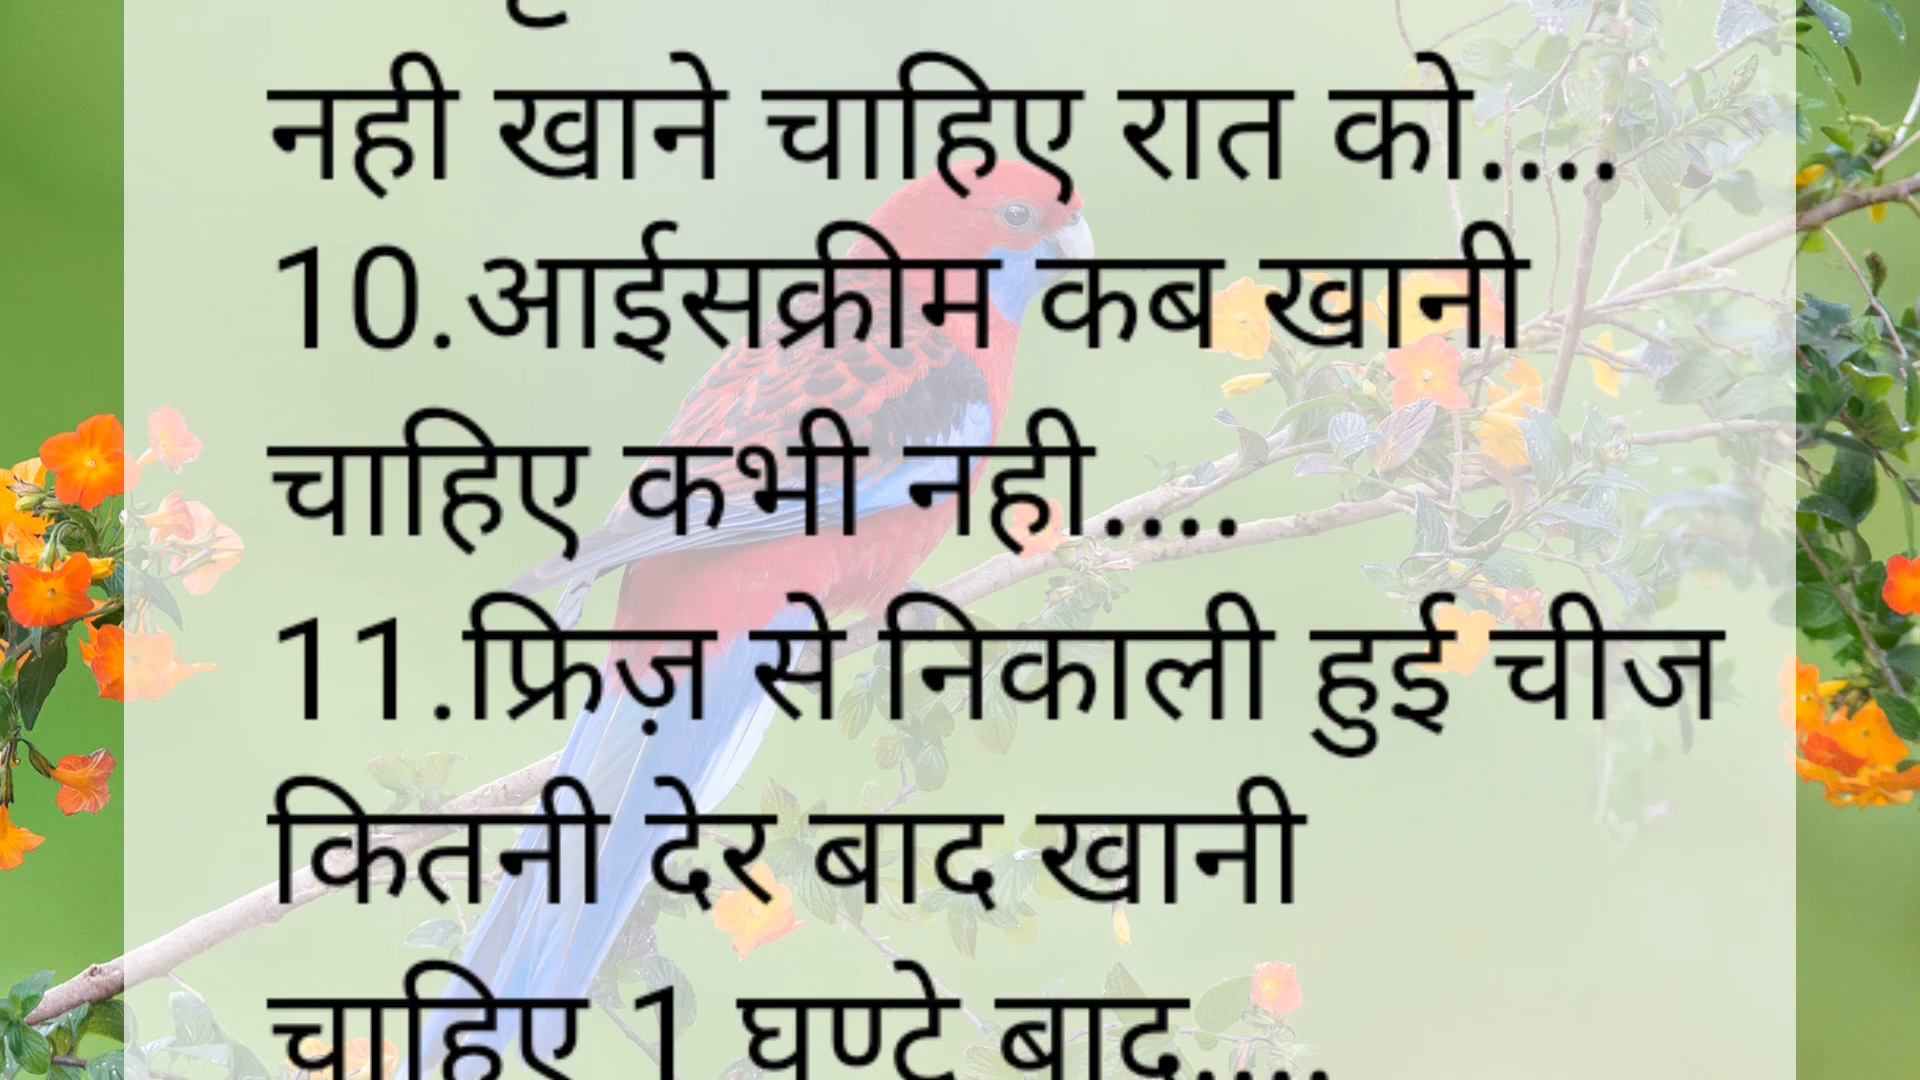 नही खाने चाहिए रात को....
10.आईसक्रीम कब खानी
चाहिए कभी नही....
11.फ्रिज़ से निकाली हुई चीज
कितनी देर बाद खानी
चाहिए 1 घण्टे बाद....